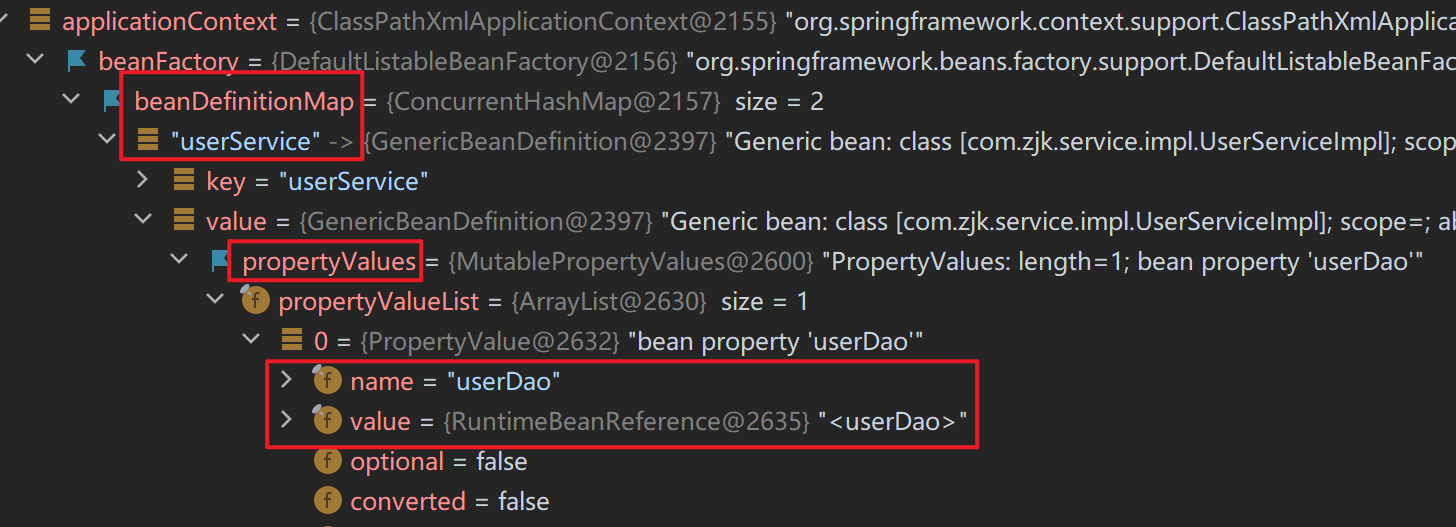 applicationContext = {ClassPathXmlApplicationContext@2155} "org.springframework.context.support.ClassPathXmlApplica
beanFactory = {DefaultListableBeanFactory@2156} "org.springframework.beans.factory.support.DefaultListableBeanFac
beanDefinitionMap = {ConcurrentHashMap@2157} size = 2
"userService" -> {GenericBeanDefinition@2397} "Generic bean: class [com.zjk.service.impl.UserServiceImpl]; scop
key = "userService"
value = {GenericBeanDefinition@2397} "Generic bean: class [com.zjk.service.impl.UserServiceImpl]; scope=; ab
propertyValues = {MutablePropertyValues@2600} "PropertyValues: length=1; bean property 'userDao'"
f propertyValueList = {ArrayList@2630} size = 1
0 = {PropertyValue@2632} "bean property 'userDao'"
f name = "userDao"
f value = {RuntimeBeanReference@2635} "<userDao>"
f optional = false
f converted = false